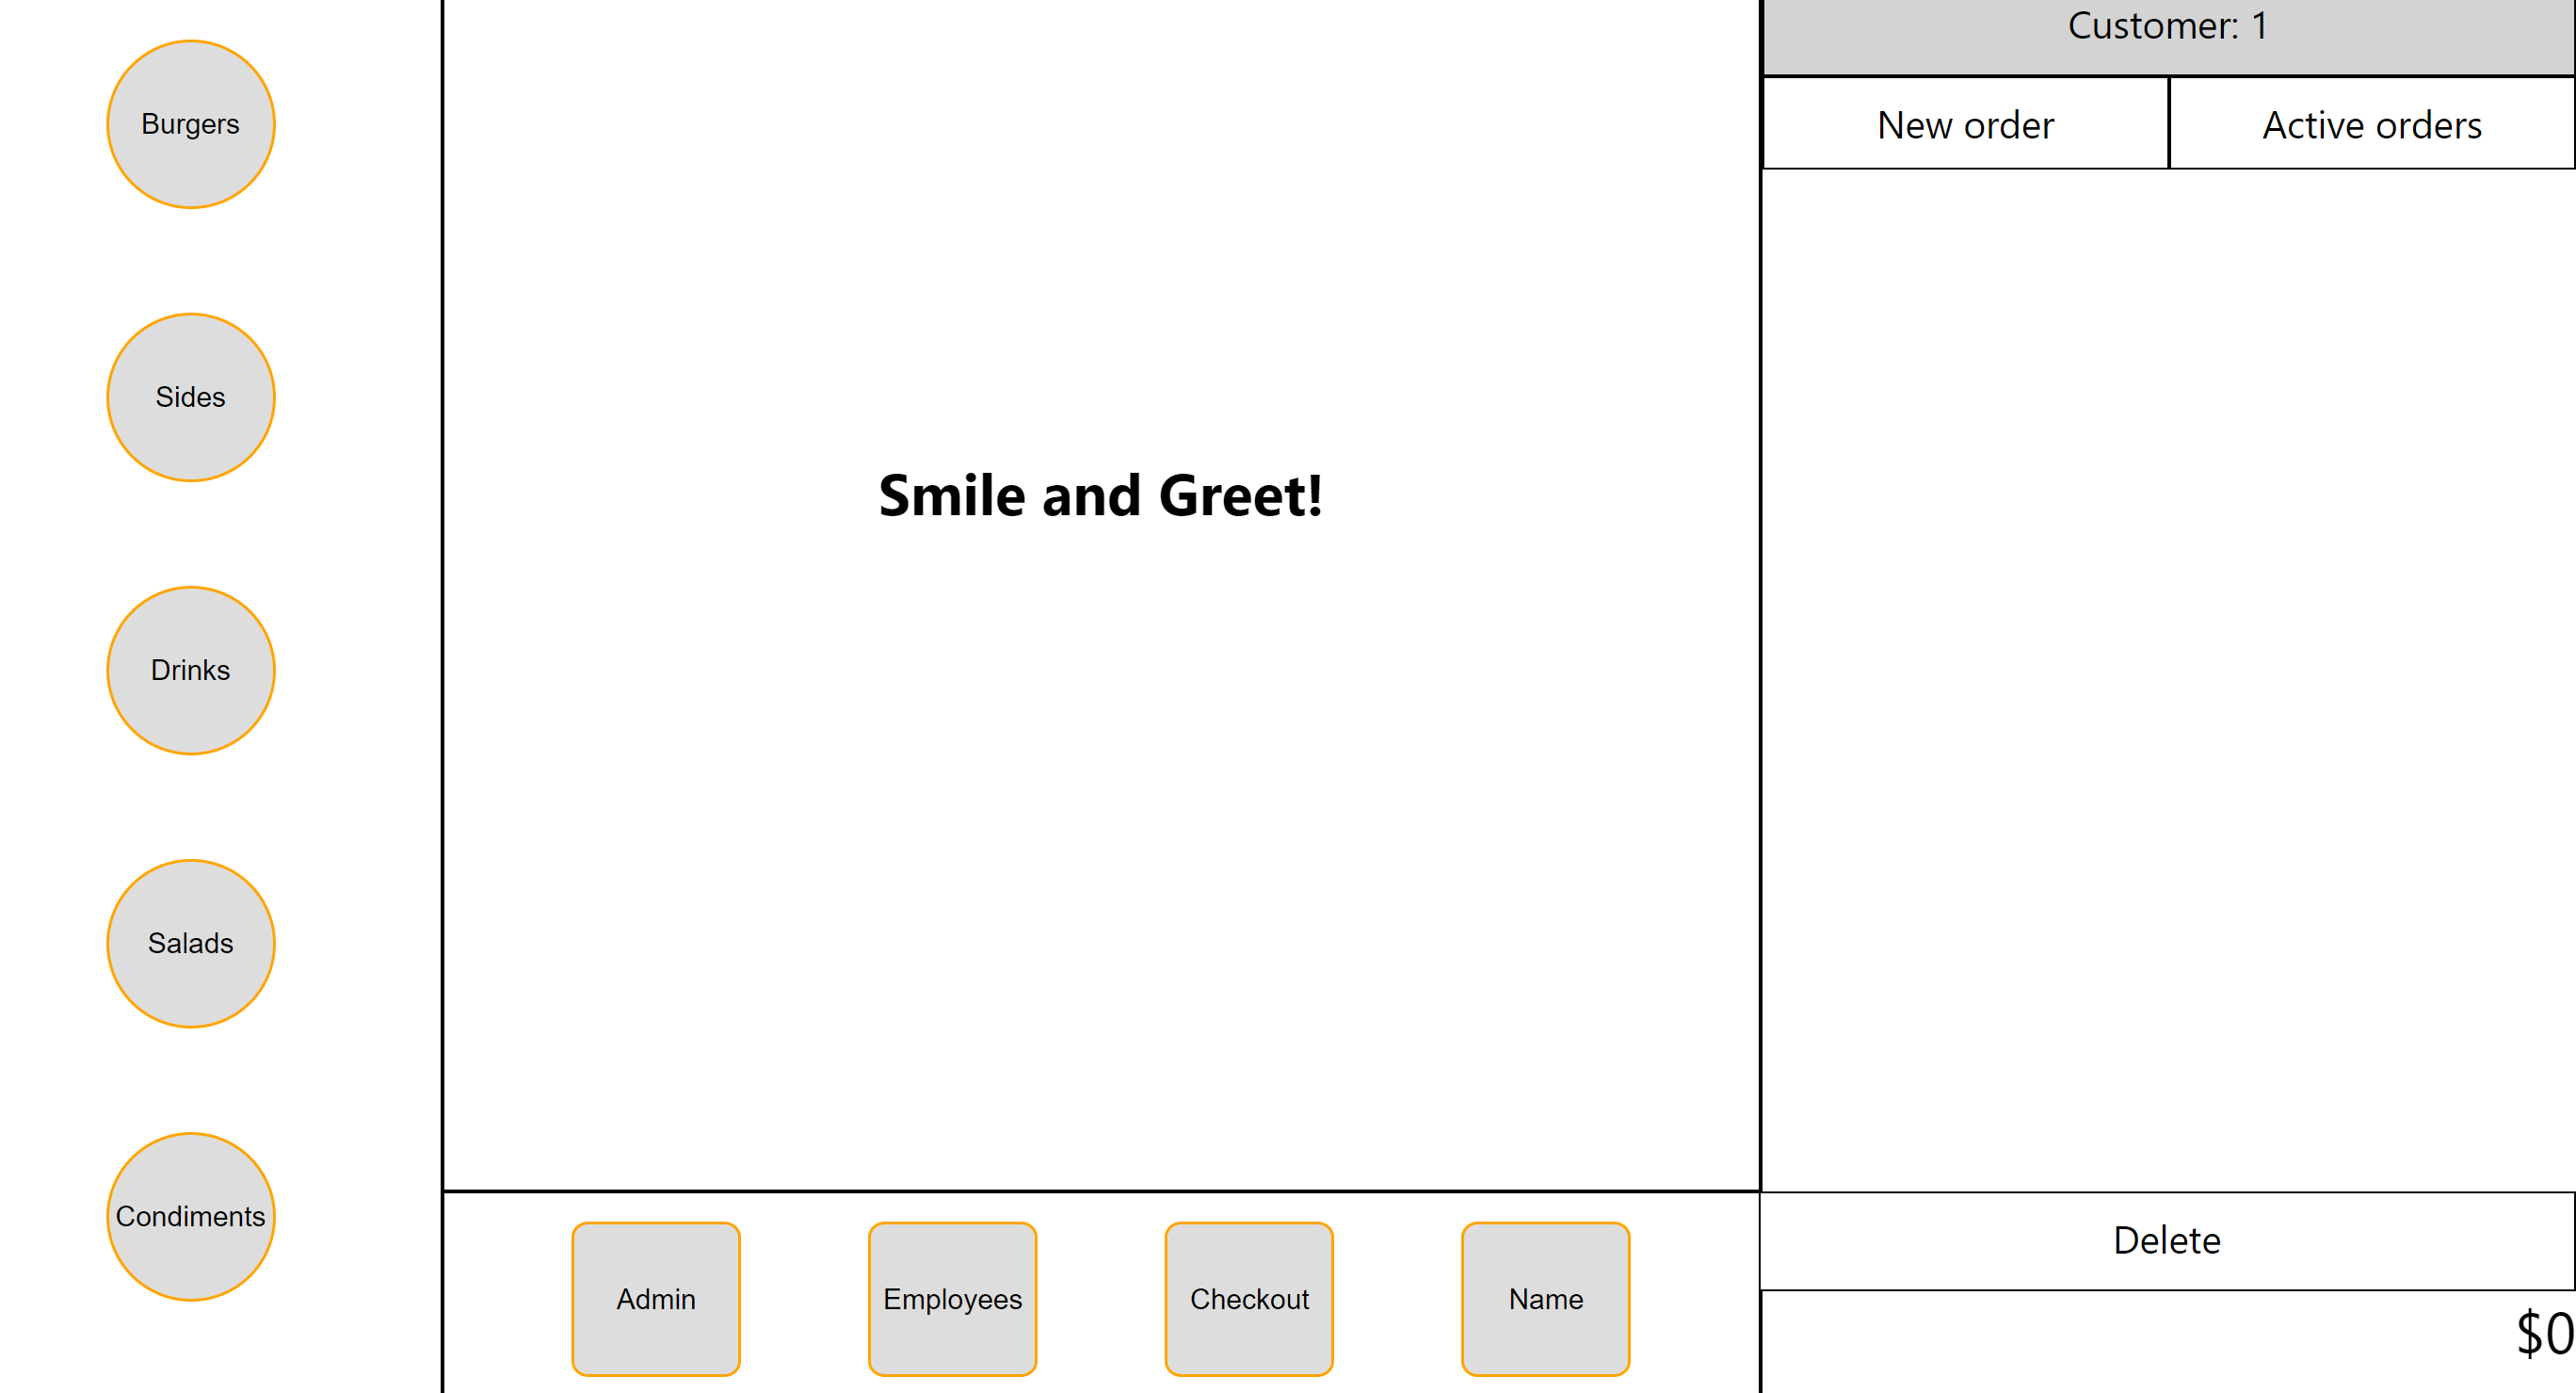 Burgers
Sides
Drinks
Salads
Condiments
Smile and Greet!
Admin
Employees
Checkout
Name
Customer: 1
New order
Active orders
Delete
$0